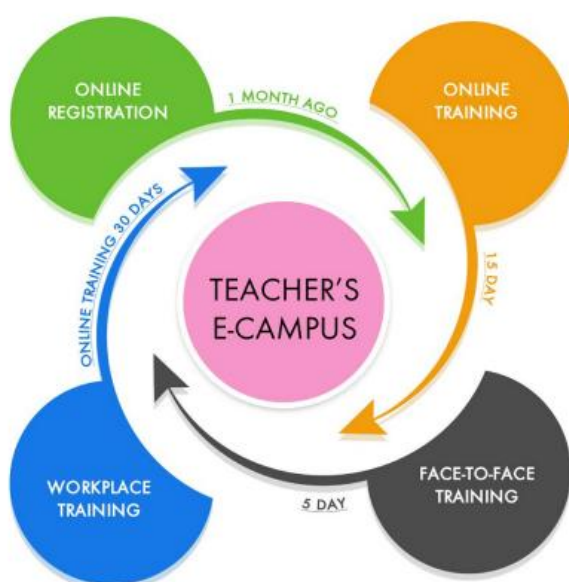 ONLINE
REGISTRATION
1 MONTH AGO
ONLINE
TRAINING
15 DAY
TEACHER'S
E-CAMPUS
ONLINE TRAINING 30 DAYS
WORKPLACE
TRAINING
5 DAY
FACE-TO-FACE
TRAINING